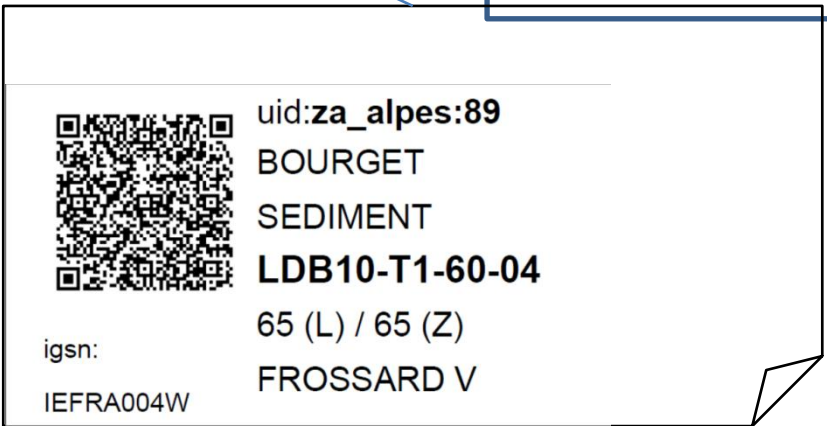 uid:za_alpes:89
BOURGET
SEDIMENT
LDB10-T1-60-04
65 (L) / 65 (Z)
FROSSARD V
igsn:
IEFRA004W